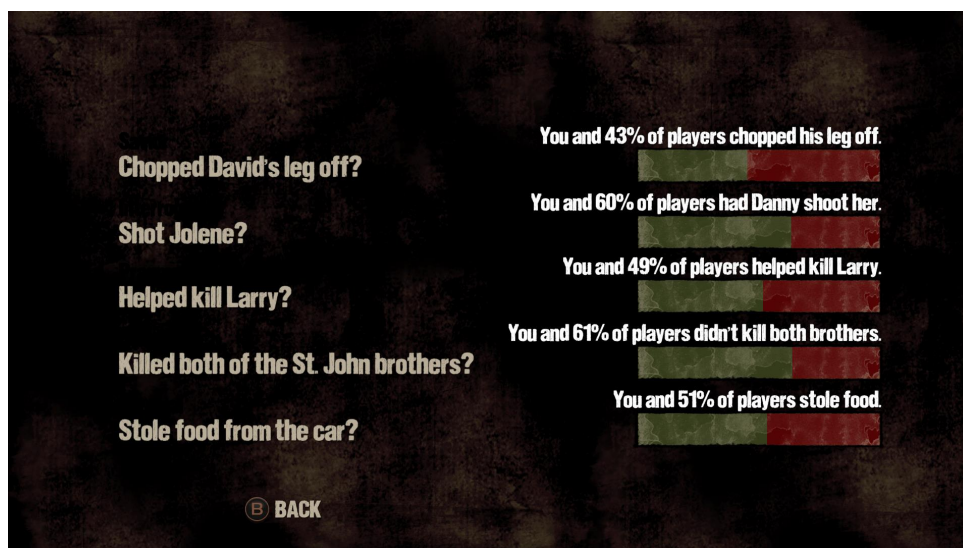 You and 43% of players chopped his leg off.
Chopped David's leg off?
You and 60% of players had Danny shoot her.
Shot Jolene?
You and 49% of players helped kill Larry.
Helped kill Larry?
You and 61% of players didn't kill both brothers.
Killed both of the St. John brothers?
You and 51% of players stole food.
Stole food from the car?
B BACK